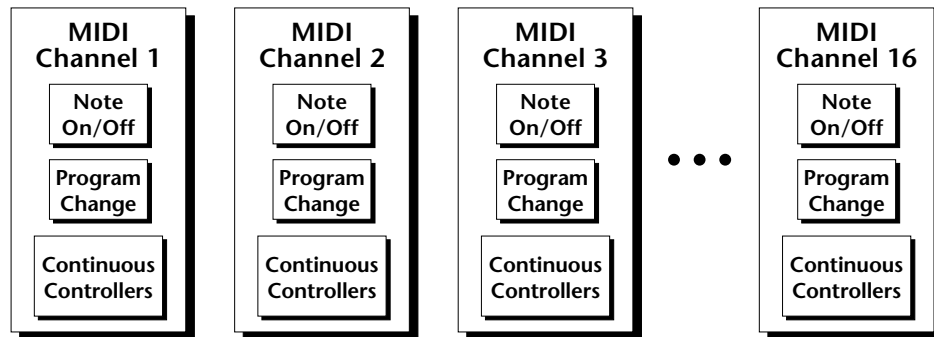 MIDI
Channel 1
Note
On/Off
Program
Change
Continuous
Controllers
MIDI
Channel 2
Note
On/Off
Program
Change
Continuous
Controllers
MIDI
Channel 3
Note
On/Off
Program
Change
Continuous
Controllers
MIDI
Channel 16
Note
On/Off
Program
Change
Continuous
Controllers